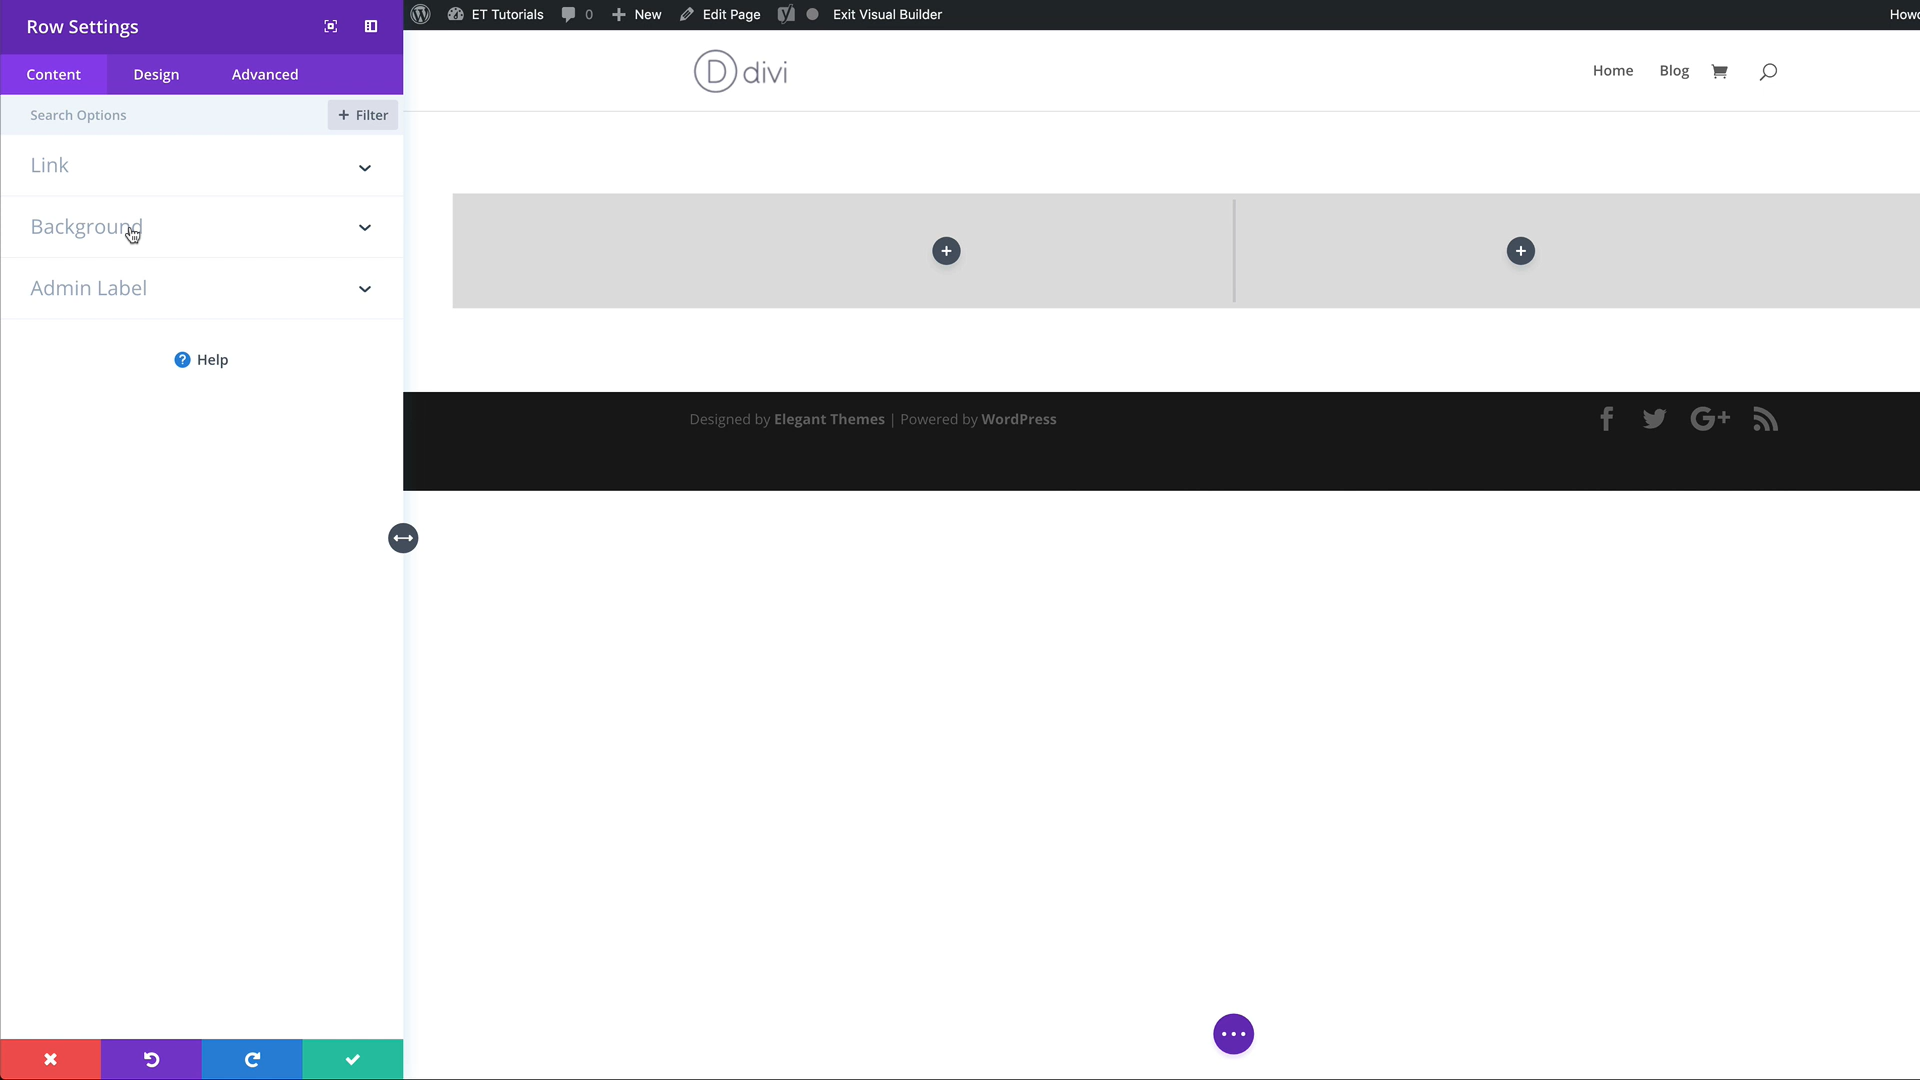 Row Settings
Content Design Advanced
Search Options
+ Filter
Link
Background
Admin Label
? Help
ET Tutorials 0 + New Edit Page Exit Visual Builder
Howd
D divi
Home Blog
+ +
Designed by Elegant Themes | Powered by WordPress
f G+